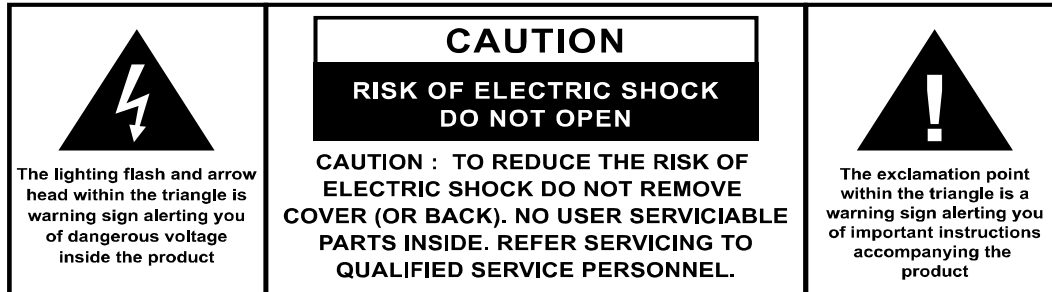 The lighting flash and arrow
head within the triangle is
warning sign alerting you
of dangerous voltage
inside the product
CAUTION
RISK OF ELECTRIC SHOCK
DO NOT OPEN
CAUTION : TO REDUCE THE RISK OF
ELECTRIC SHOCK DO NOT REMOVE
COVER (OR BACK). NO USER SERVICIABLE
PARTS INSIDE. REFER SERVICING TO
QUALIFIED SERVICE PERSONNEL.
!
The exclamation point
within the triangle is a
warning sign alerting you
of important instructions
accompanying the
product